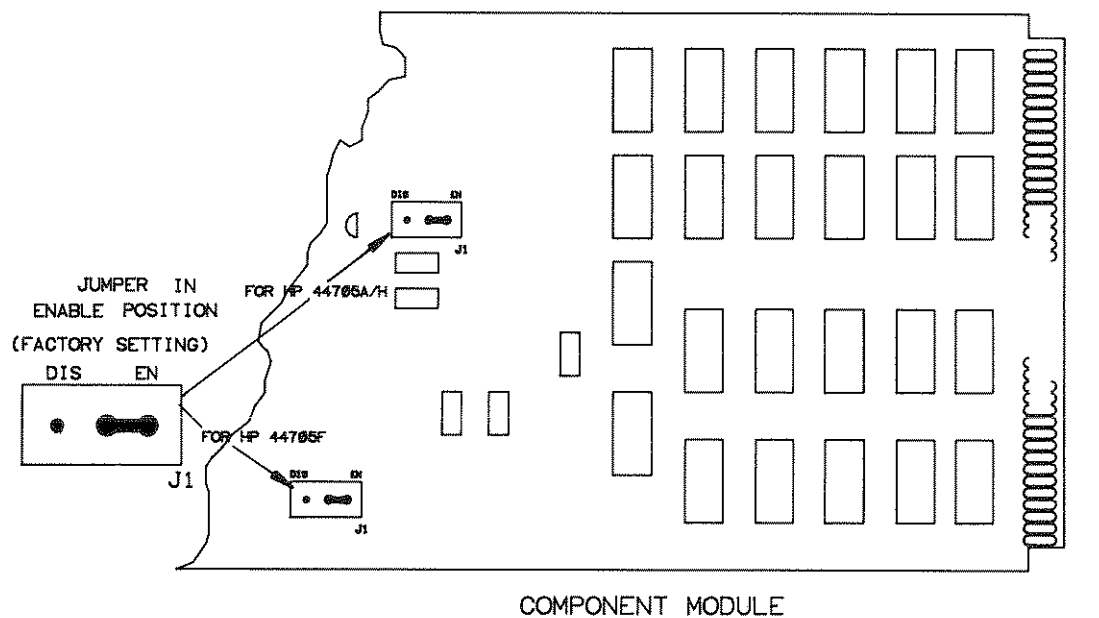 DIS EN
J1
FOR HP 44705A/H
JUMPER IN
ENABLE POSITION
(FACTORY SETTING)
DIS EN
J1
FOR HP 44705F
DIS EN
J1
COMPONENT MODULE